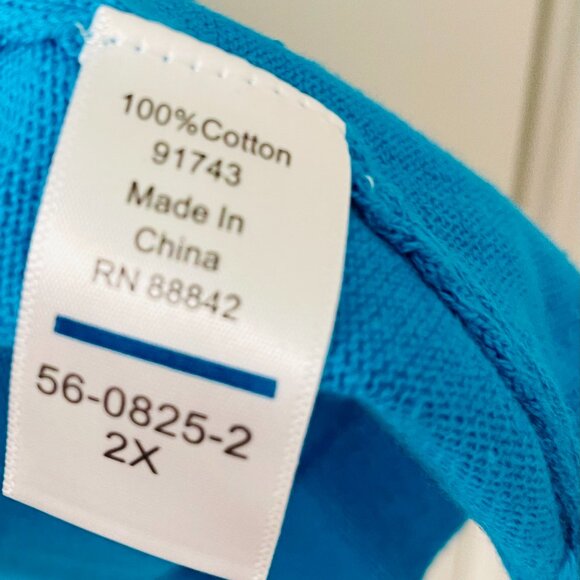 100%Cotton
91743
Made In
China
RN 88842
56-0825-2
2X